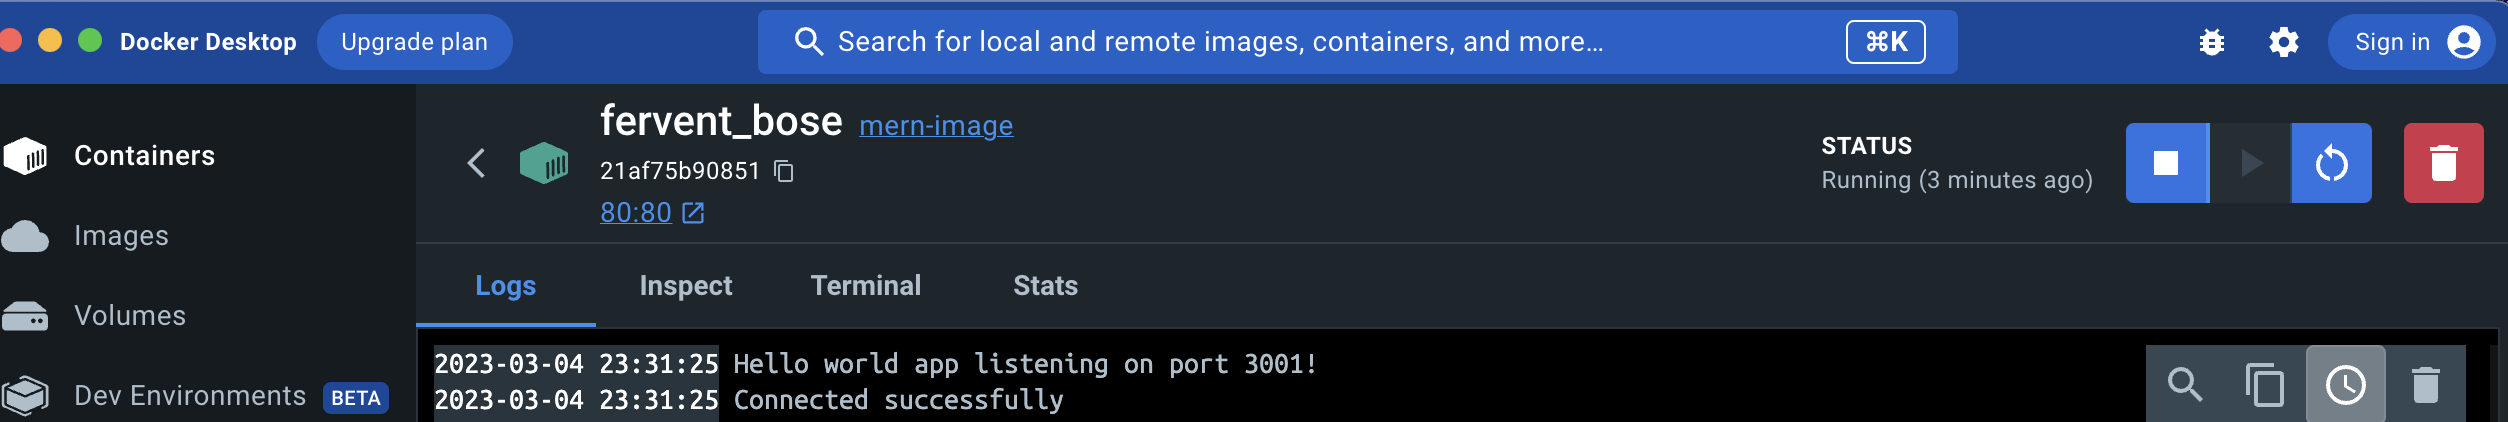 Docker Desktop Upgrade plan Search for local and remote images, containers, and more... ⌘K Sign in
fervent_bose mern-image
21af75b90851
80:80
STATUS
Running (3 minutes ago)
Containers
Images
Volumes
Dev Environments BETA
Logs Inspect Terminal Stats
2023-03-04 23:31:25 Hello world app listening on port 3001!
2023-03-04 23:31:25 Connected successfully